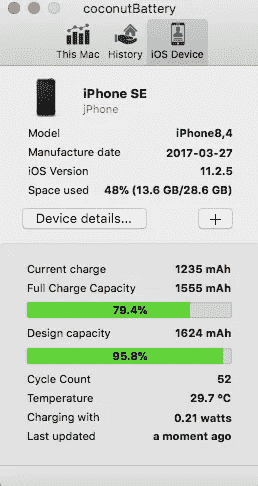 coconutBattery
This Mac History iOS Device
iPhone SE
jPhone
Model iPhone8,4
Manufacture date 2017-03-27
iOS Version 11.2.5
Space used 48% (13.6 GB/28.6 GB)
Device details... +
Current charge 1235 mAh
Full Charge Capacity 1555 mAh
79.4%
Design capacity 1624 mAh
95.8%
Cycle Count 52
Temperature 29.7 °C
Charging with 0.21 watts
Last updated a moment ago